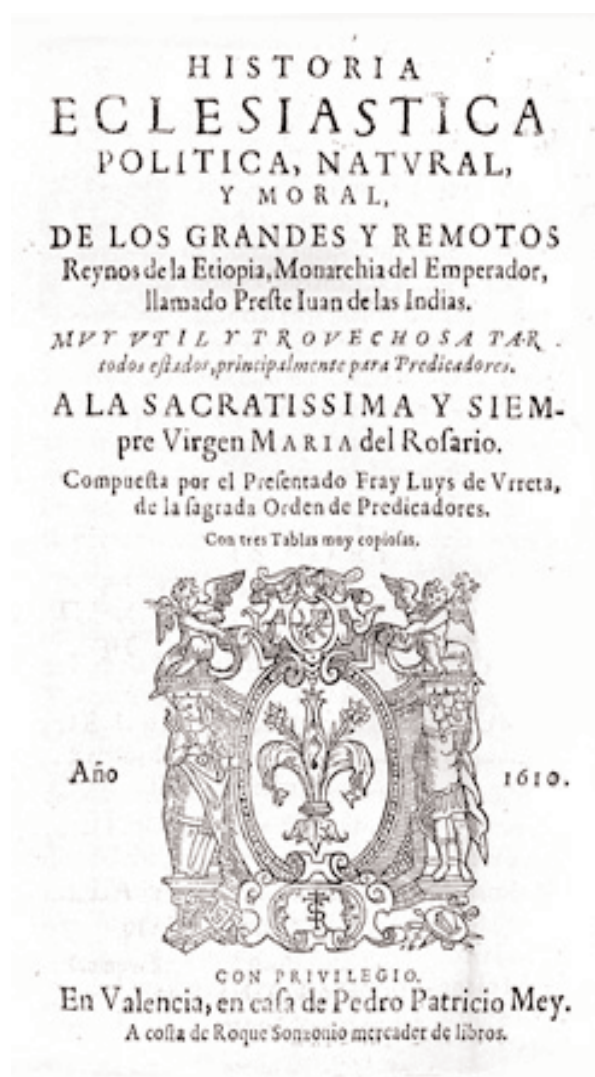 HISTORIA
ECLESIASTICA
POLITICA, NATVRAL,
Y MORAL,
DE LOS GRANDES Y REMOTOS
Reynos de la Etiopia, Monarchia del Emperador,
llamado Preste Iuan de las Indias.
MVY VTIL Y PROVECHOSA PAR
todos eſtados, principalmente para Predicadores.
A LA SACRATISSIMA Y SIEM-
pre Virgen MARIA del Roſario.
Compueſta por el Preſentado Fray Luys de Vrreta,
de la ſagrada Orden de Predicadores.
Con tres Tablas muy copioſas.
Año 1610.
CON PRIVILEGIO.
En Valencia, en caſa de Pedro Patricio Mey.
A coſta de Roque Sonzonio mercader de libros.